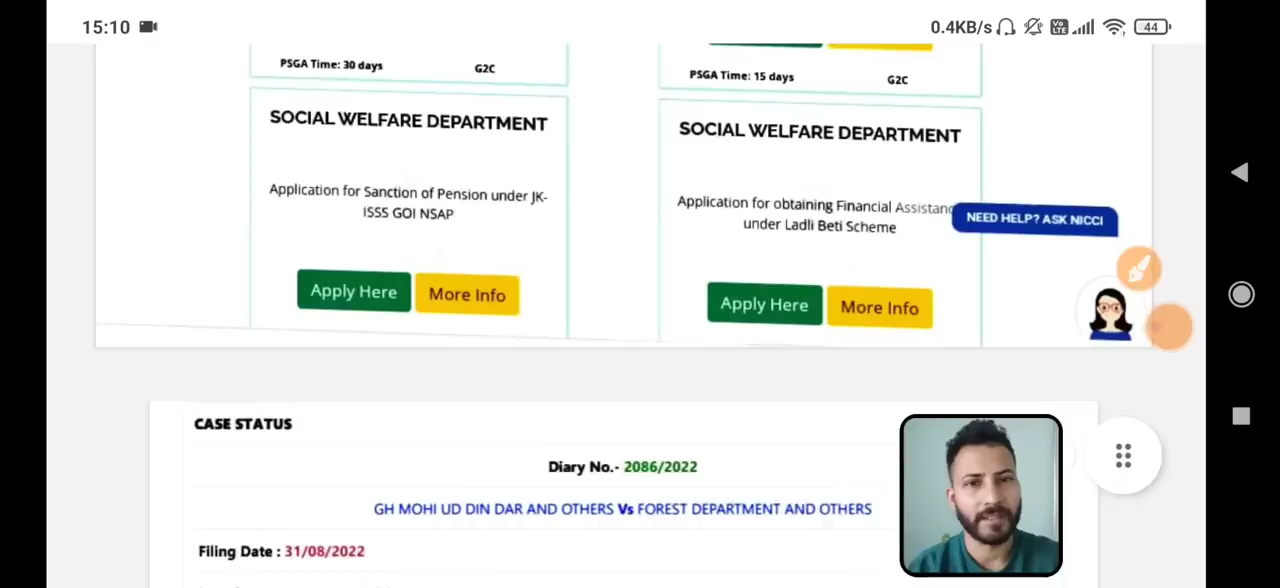 15:10
0.4KB/s
Vo LTE
44
PSGA Time: 30 days
G2C
PSGA Time: 15 days
G2C
SOCIAL WELFARE DEPARTMENT
Application for Sanction of Pension under JK-
ISSS GOI NSAP
Apply Here
More Info
SOCIAL WELFARE DEPARTMENT
Application for obtaining Financial Assistanc
under Ladli Beti Scheme
Apply Here
More Info
NEED HELP? ASK NICCI
CASE STATUS
Diary No.- 2086/2022
GH MOHI UD DIN DAR AND OTHERS Vs FOREST DEPARTMENT AND OTHERS
Filing Date : 31/08/2022